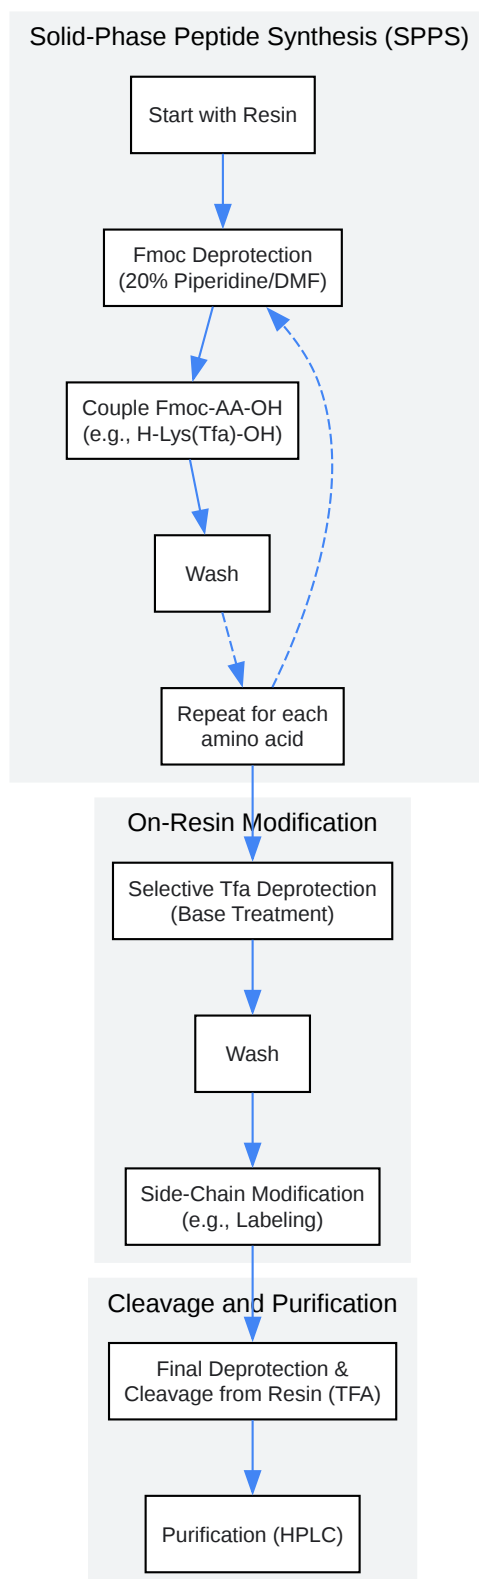 Solid-Phase Peptide Synthesis (SPPS)
Start with Resin
Fmoc Deprotection
(20% Piperidine/DMF)
Couple Fmoc-AA-OH
(e.g., H-Lys(Tfa)-OH)
Wash
Repeat for each
amino acid
On-Resin Modification
Selective Tfa Deprotection
(Base Treatment)
Wash
Side-Chain Modification
(e.g., Labeling)
Cleavage and Purification
Final Deprotection &
Cleavage from Resin (TFA)
Purification (HPLC)